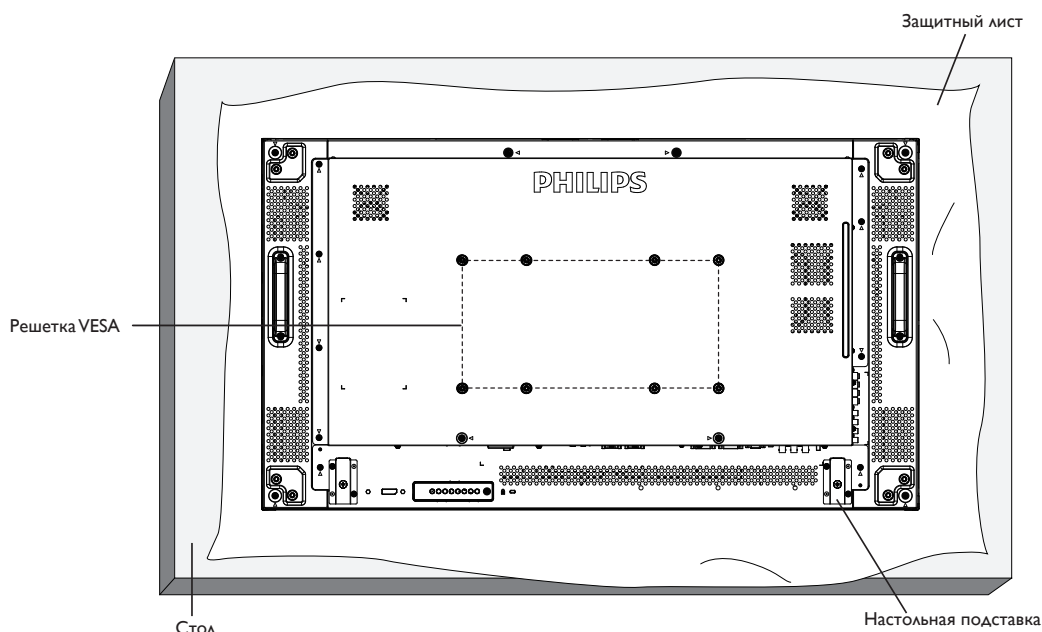 Защитный лист
PHILIPS
Решетка VESA
Настольная подставка
Стол